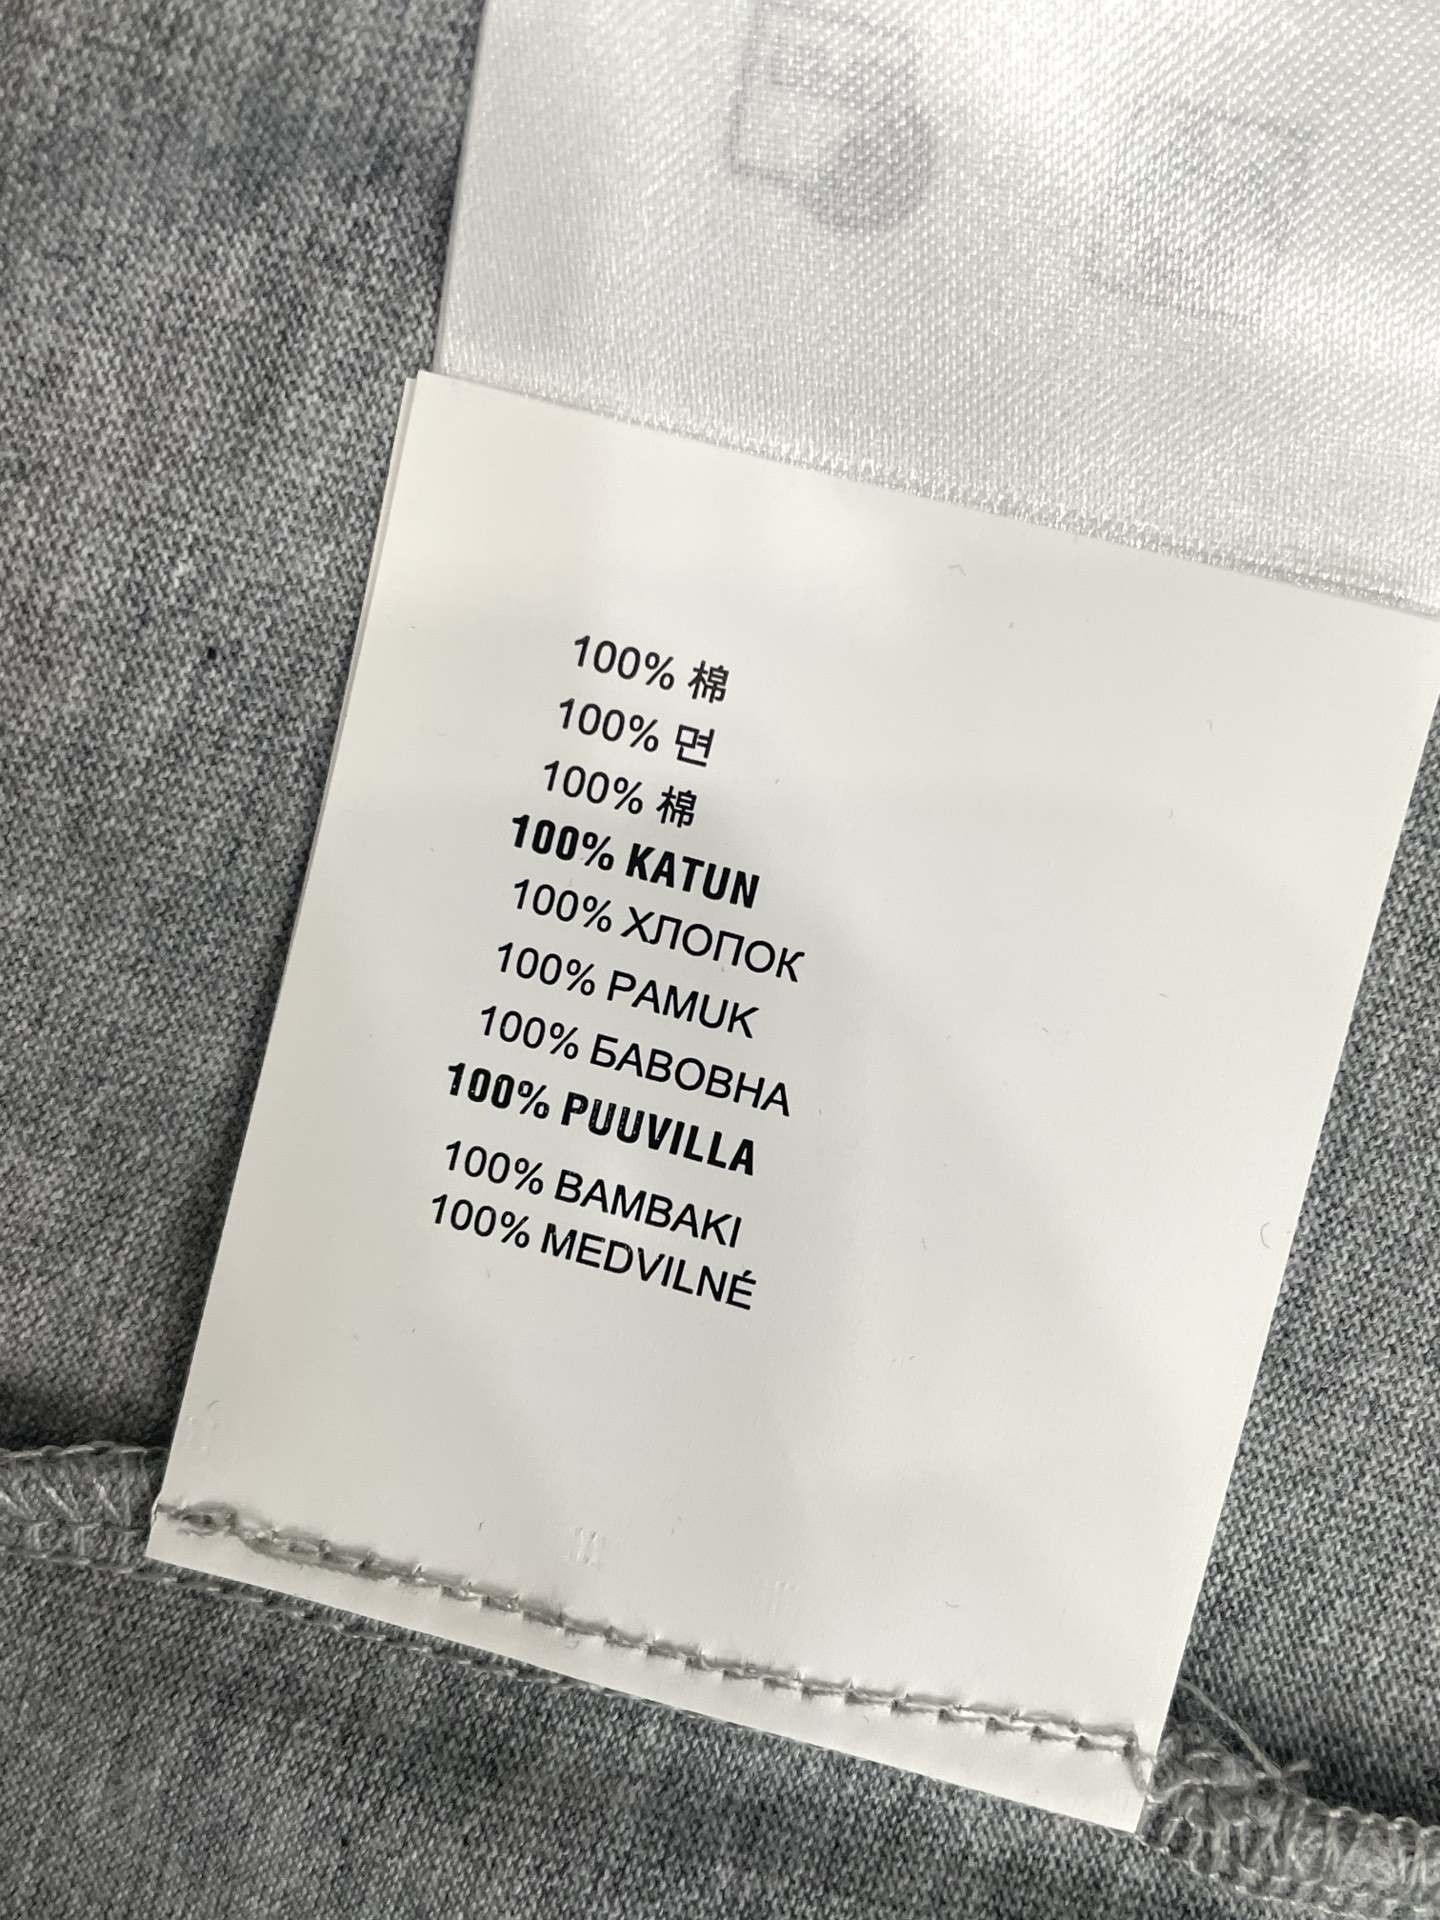 100% 棉
100% 면
100% 棉
100% KATUN
100% ХЛОПОК
100% PAMUK
100% БАВОВНА
100% PUUVILLA
100% BAMBAKI
100% MEDVILNÉ